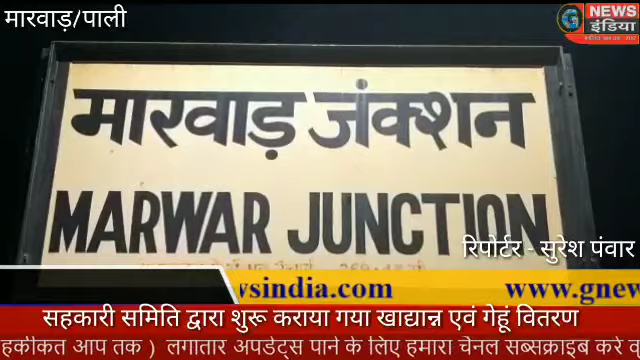 मारवाड़/पाली
G NEWS
इंडिया
मारवाड़ जंक्शन
MARWAR JUNCTION
रिपोर्टर - सुरेश पंवार
wsindia.com www.gnew
सहकारी समिति द्वारा शुरू कराया गया खाद्यान्न एवं गेहूं वितरण
हकीकत आप तक ) लगातार अपडेट्स पाने के लिए हमारा चैनल सब्सक्राइब करे व